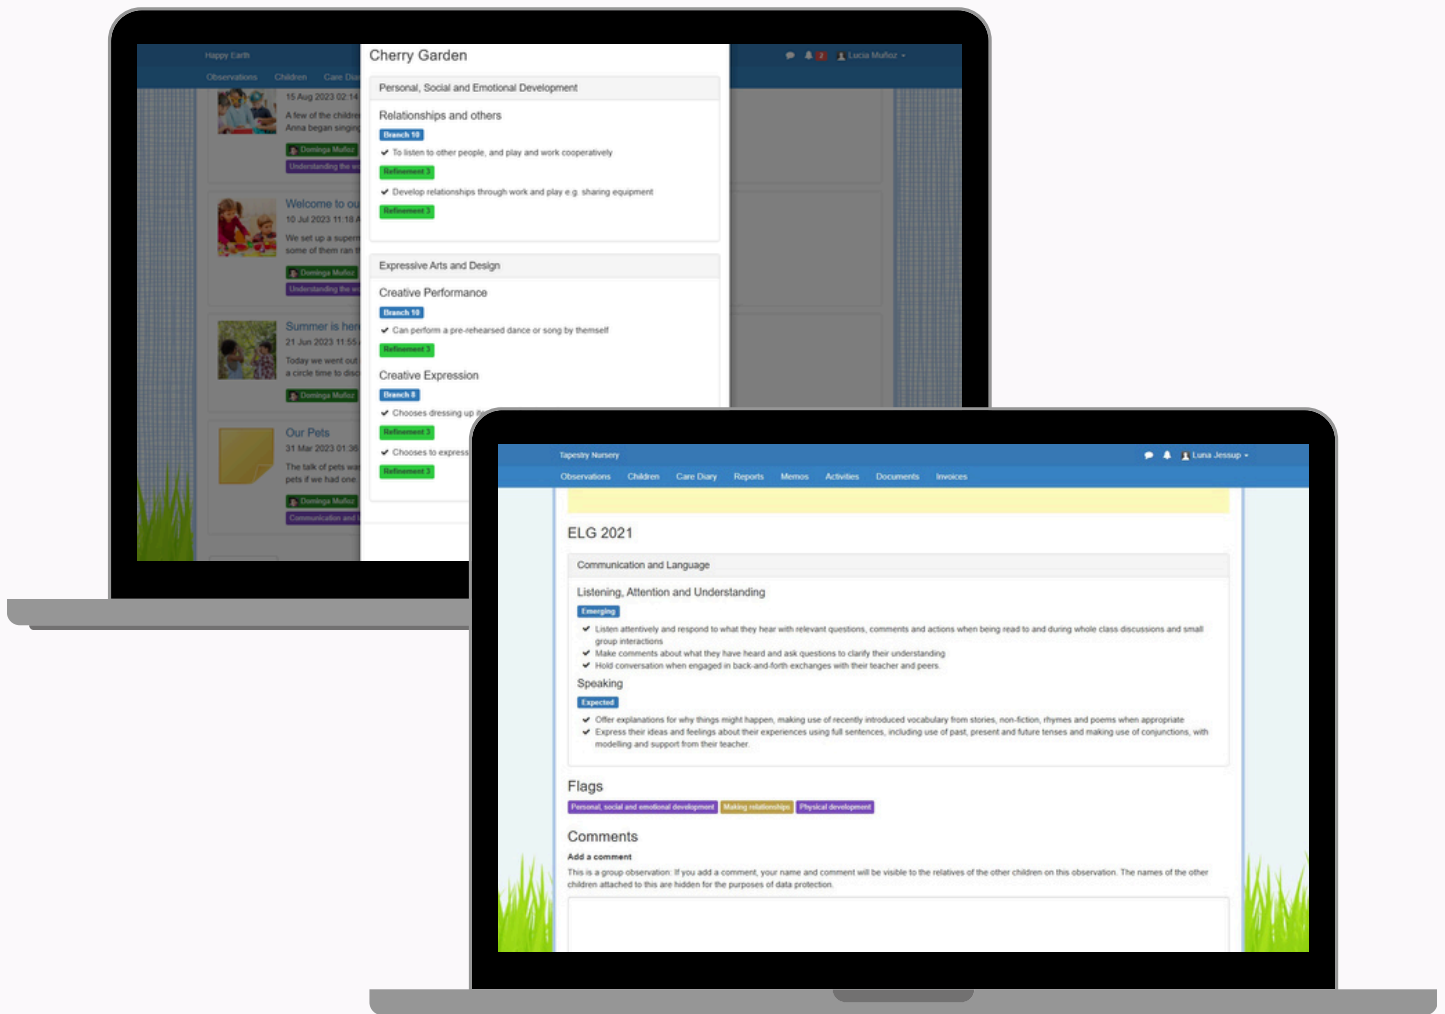 Happy Earth
2
Lucia Muñoz
Observations
Children
Care Dia
15 Aug 2023 02:14
A few of the childre
Anna began singing
Dominga Muñoz
Understanding the wo
Welcome to ou
10 Jul 2023 11:18 A
We set up a superm
some of them ran th
Dominga Muñoz
Understanding the wo
Summer is her
21 Jun 2023 11:55
Today we went out
a circle time to disc
Dominga Muñoz
Our Pets
31 Mar 2023 01:36
The talk of pets was
pets if we had one.
Dominga Muñoz
Communication and l
Cherry Garden
Personal, Social and Emotional Development
Relationships and others
Branch 10
To listen to other people, and play and work cooperatively
Refinement 3
Develop relationships through work and play e.g. sharing equipment
Refinement 3
Expressive Arts and Design
Creative Performance
Branch 10
Can perform a pre-rehearsed dance or song by themself
Refinement 3
Creative Expression
Branch 8
Chooses dressing up
Refinement 3
Chooses to express
Refinement 3
Tapestry Nursery
Luna Jessup
Observations
Children
Care Diary
Reports
Memos
Activities
Documents
Invoices
ELG 2021
Communication and Language
Listening, Attention and Understanding
Emerging
Listen attentively and respond to what they hear with relevant questions, comments and actions when being read to and during whole class discussions and small
group interactions
Make comments about what they have heard and ask questions to clarify their understanding
Hold conversation when engaged in back-and-forth exchanges with their teacher and peers.
Speaking
Expected
Offer explanations for why things might happen, making use of recently introduced vocabulary from stories, non-fiction, rhymes and poems when appropriate
Express their ideas and feelings about their experiences using full sentences, including use of past, present and future tenses and making use of conjunctions, with
modelling and support from their teacher.
Flags
Personal, social and emotional development
Making relationships
Physical development
Comments
Add a comment
This is a group observation: If you add a comment, your name and comment will be visible to the relatives of the other children on this observation. The names of the other
children attached to this are hidden for the purposes of data protection.